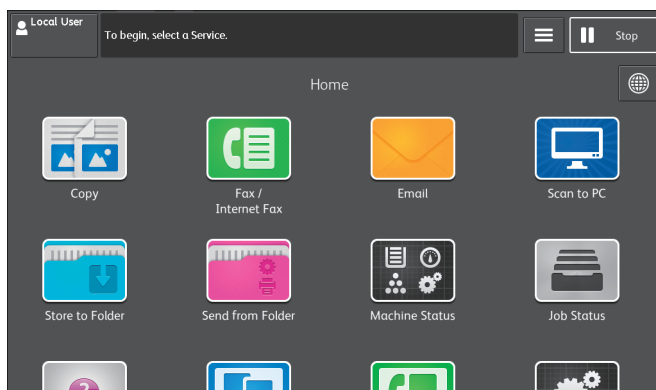 Local User
To begin, select a Service.
Stop
Home
Copy
Fax /
Internet Fax
Email
Scan to PC
Store to Folder
Send from Folder
Machine Status
Job Status
?